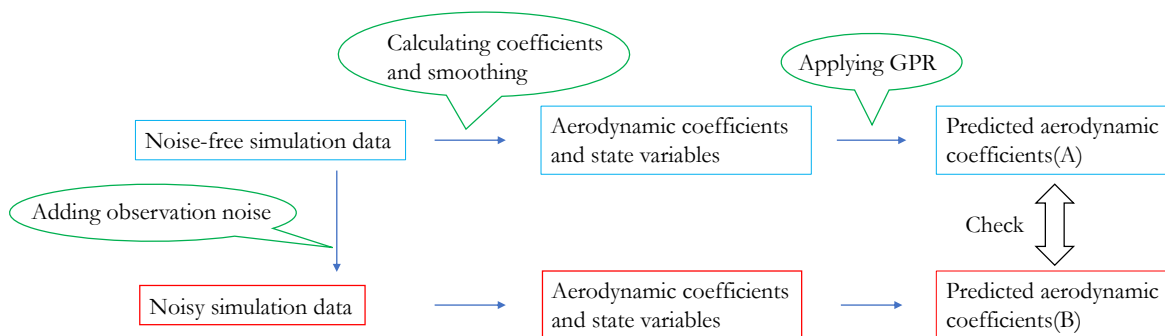 Calculating coefficients
and smoothing
Applying GPR
Noise-free simulation data
Aerodynamic coefficients
and state variables
Predicted aerodynamic
coefficients(A)
Adding observation noise
Check
Noisy simulation data
Aerodynamic coefficients
and state variables
Predicted aerodynamic
coefficients(B)